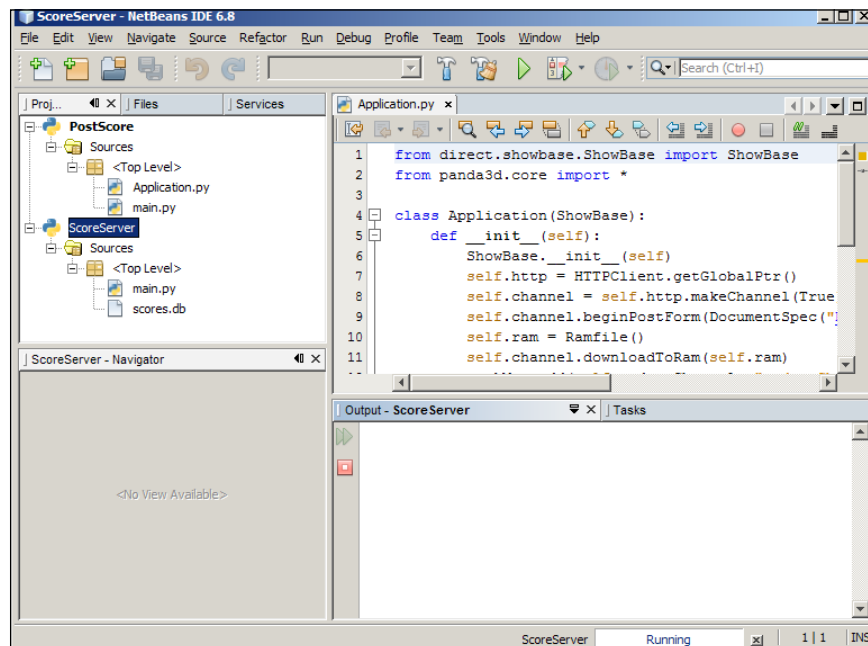 ScoreServer - NetBeans IDE 6.8
File Edit View Navigate Source Refactor Run Debug Profile Team Tools Window Help
Search (Ctrl+I)
Proj... Files Services
PostScore
Sources
<Top Level>
Application.py
main.py
ScoreServer
Sources
<Top Level>
main.py
scores.db
ScoreServer - Navigator
<No View Available>
Application.py
1 from direct.showbase.ShowBase import ShowBase
2 from panda3d.core import *
3
4 class Application(ShowBase):
5 def __init__(self):
6 ShowBase.__init__(self)
7 self.http = HTTPClient.getGlobalPtr()
8 self.channel = self.http.makeChannel(True
9 self.channel.beginPostForm(DocumentSpec("
10 self.ram = Ramfile()
11 self.channel.downloadToRam(self.ram)
Output - ScoreServer Tasks
ScoreServer Running 1 | 1 INS